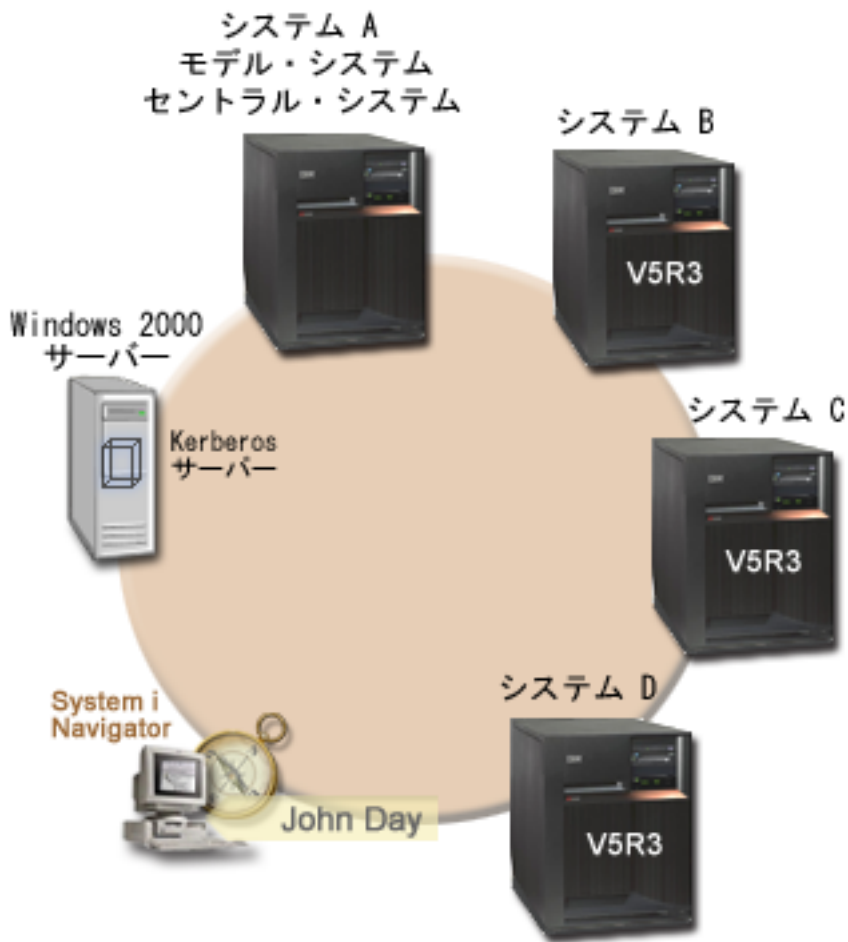 システム A
モデル・システム
セントラル・システム
システム B
V5R3
Windows 2000
サーバー
Kerberos
サーバー
システム C
V5R3
System i
Navigator
John Day
システム D
V5R3